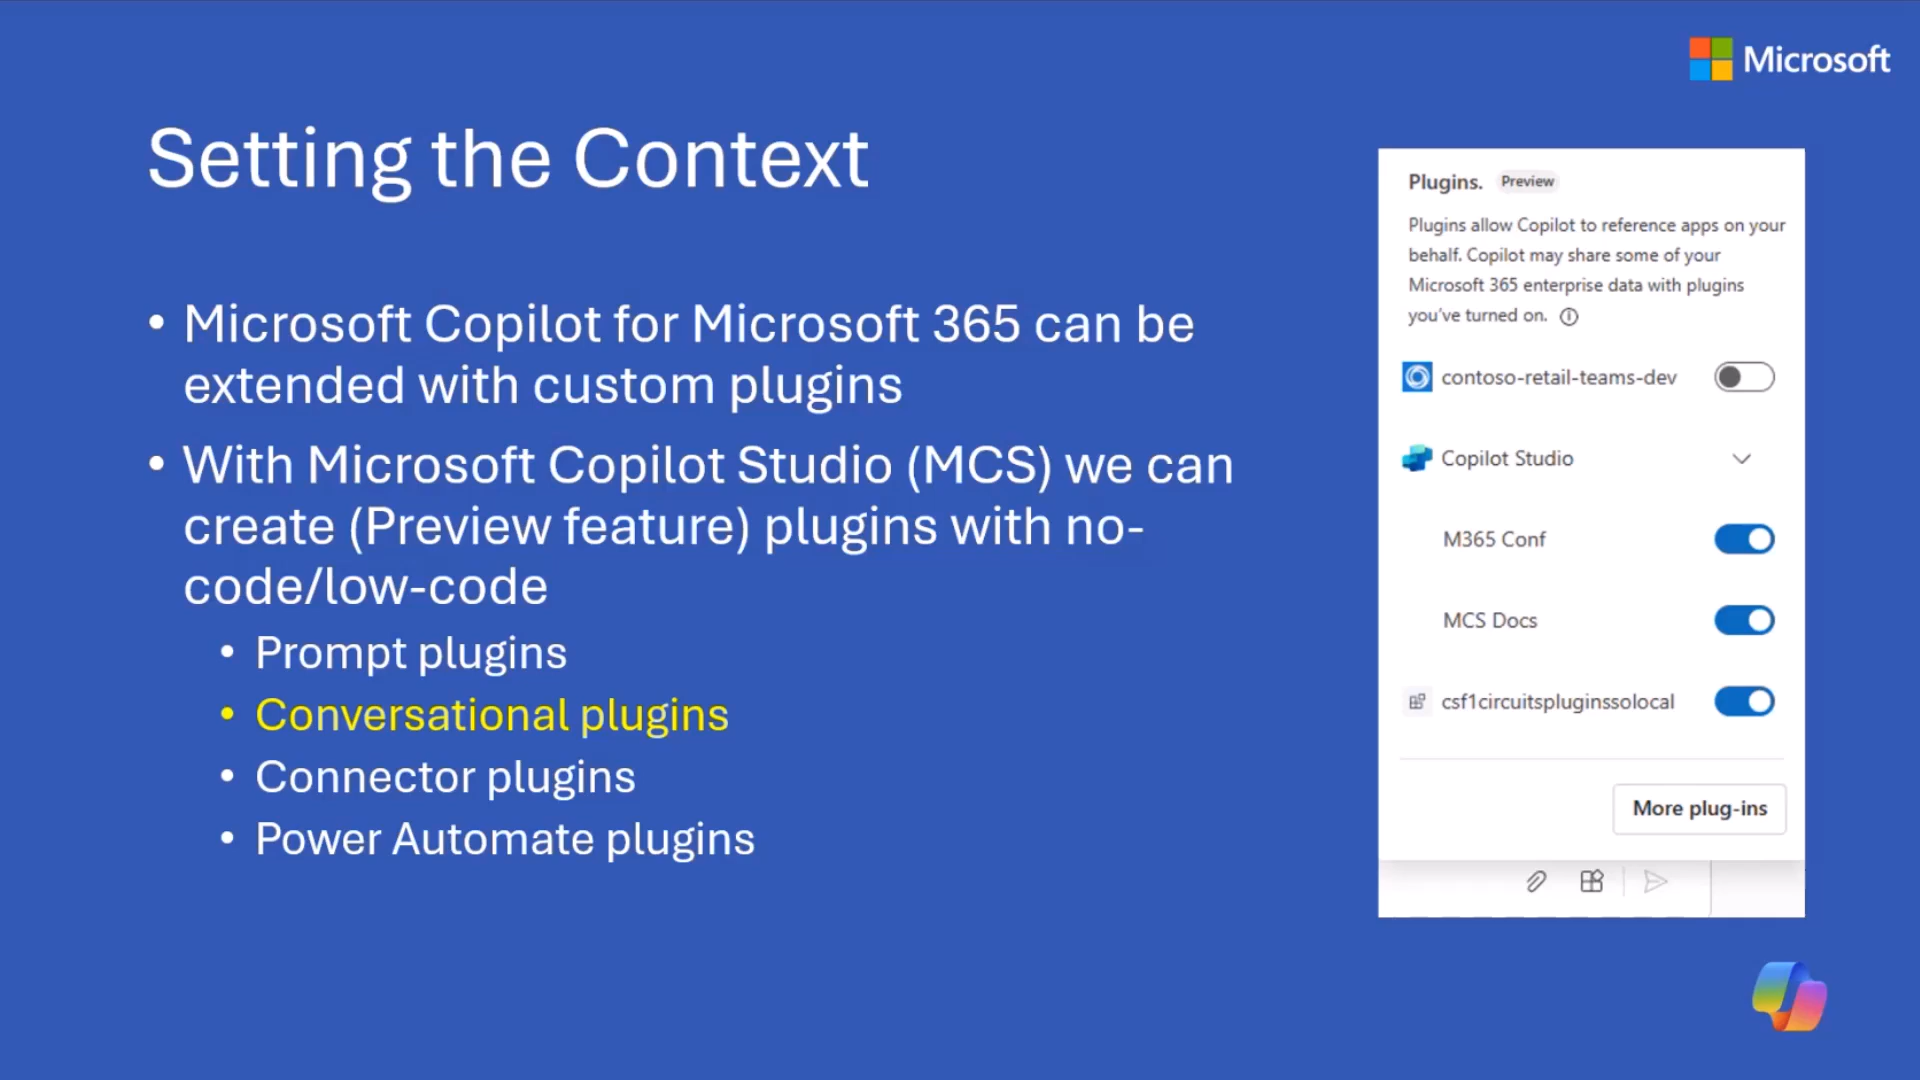 Microsoft
Setting the Context
• Microsoft Copilot for Microsoft 365 can be
extended with custom plugins
• With Microsoft Copilot Studio (MCS) we can
create (Preview feature) plugins with no-
code/low-code
• Prompt plugins
• Conversational plugins
• Connector plugins
• Power Automate plugins
Plugins. Preview
Plugins allow Copilot to reference apps on your
behalf. Copilot may share some of your
Microsoft 365 enterprise data with plugins
you've turned on.
contoso-retail-teams-dev
Copilot Studio
M365 Conf
MCS Docs
csf1circuitspluginssolocal
More plug-ins